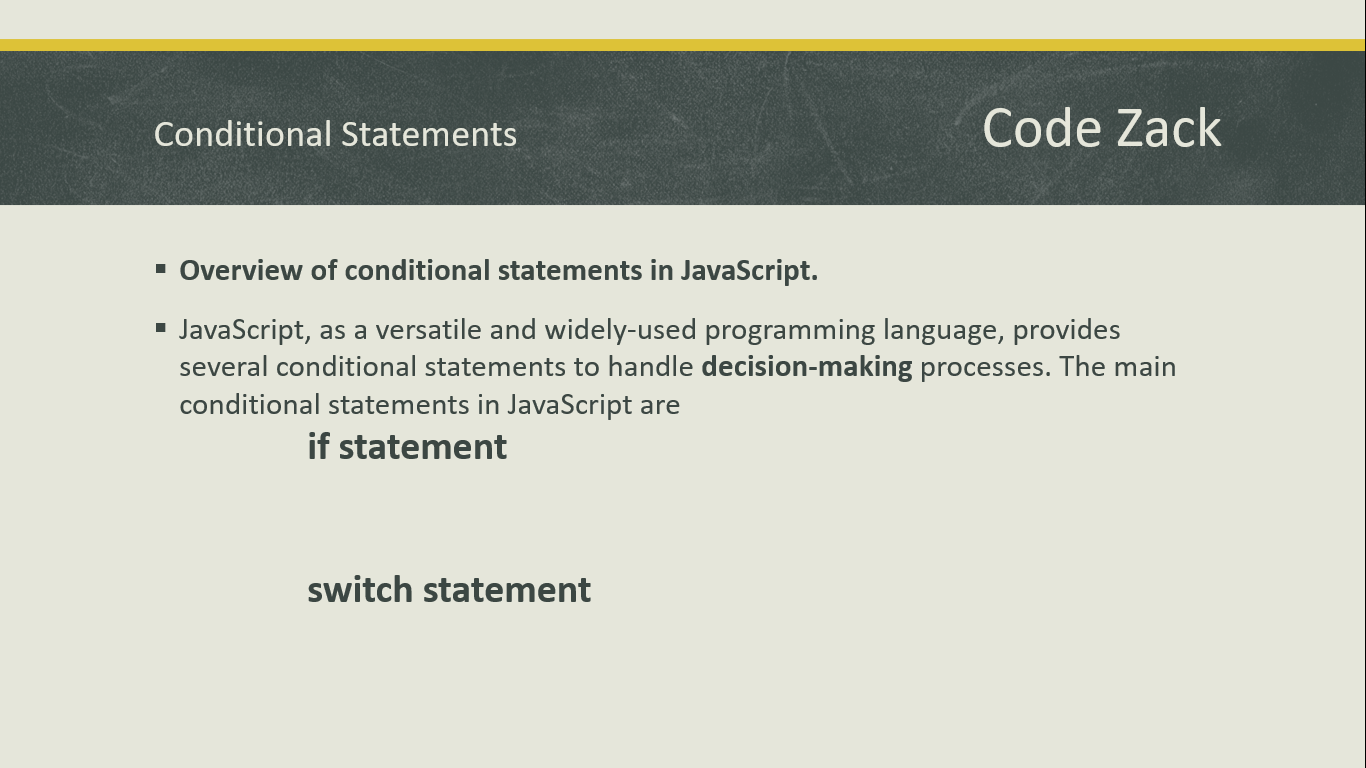 Conditional Statements
Code Zack
▪ Overview of conditional statements in JavaScript.
▪ JavaScript, as a versatile and widely-used programming language, provides
several conditional statements to handle decision-making processes. The main
conditional statements in JavaScript are
if statement
switch statement